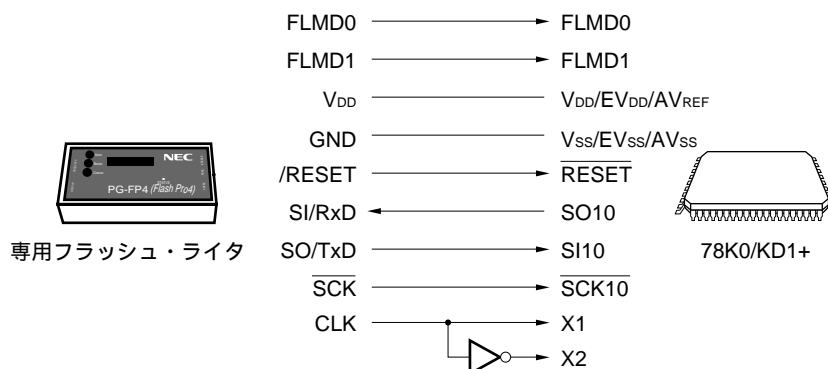 FLMD0 FLMD0
FLMD1 FLMD1
VDD VDD/EVDD/AVREF
GND VSS/EVSS/AVSS
/RESET RESET
SI/RxD SO10
SO/TxD SI10
SCK SCK10
CLK X1
X2
NEC
PG-FP4 (Flash Pro4)
専用フラッシュ・ライタ
78K0/KD1+